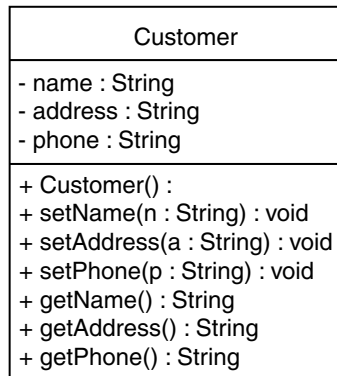 Customer
- name : String
- address : String
- phone : String
+ Customer() :
+ setName(n : String) : void
+ setAddress(a : String) : void
+ setPhone(p : String) : void
+ getName() : String
+ getAddress() : String
+ getPhone() : String